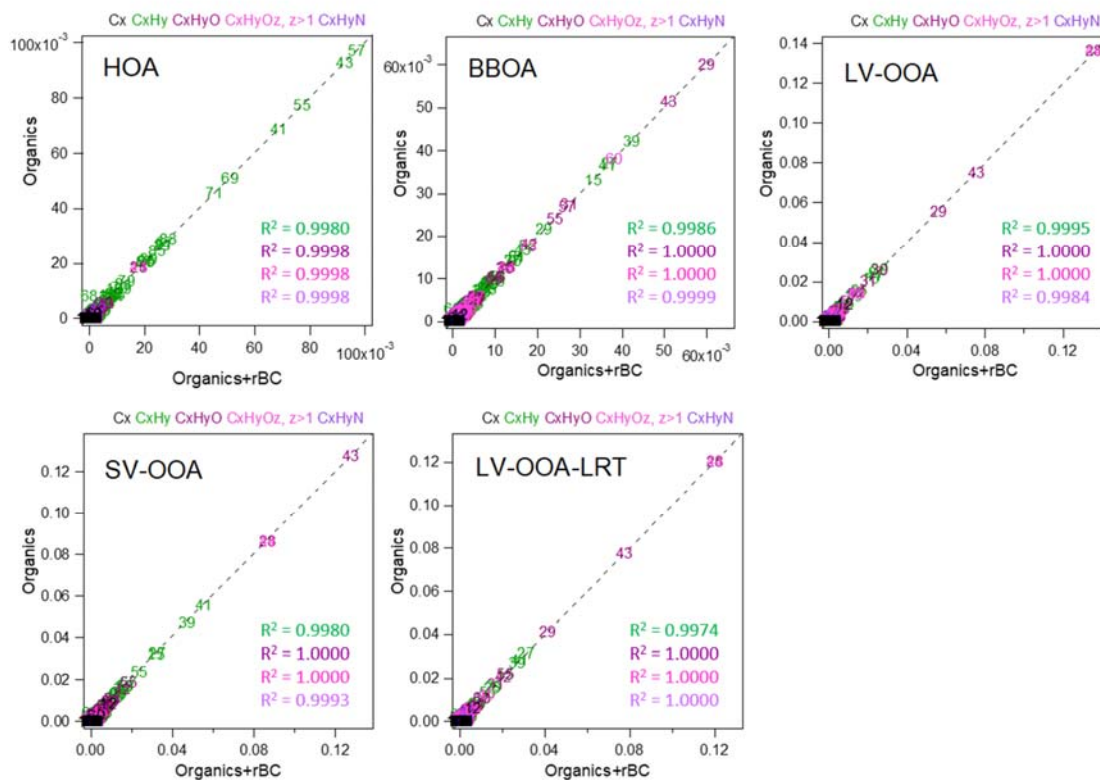 Cx CxHy CxHyO CxHyOz, z>1 CxHyN
HOA
100x10⁻³
80
60
40
20
0
Organics
57
43
55
41
69
71
R² = 0.9980
R² = 0.9998
R² = 0.9998
R² = 0.9998
0 20 40 60 80 100x10⁻³
Organics+rBC
Cx CxHy CxHyO CxHyOz, z>1 CxHyN
BBOA
60x10⁻³
50
40
30
20
10
0
Organics
29
43
39
60
15
55
29
R² = 0.9986
R² = 1.0000
R² = 1.0000
R² = 0.9999
0 10 20 30 40 50 60x10⁻³
Organics+rBC
Cx CxHy CxHyO CxHyOz, z>1 CxHyN
LV-OOA
0.14
0.12
0.10
0.08
0.06
0.04
0.02
0.00
Organics
43
29
R² = 0.9995
R² = 1.0000
R² = 1.0000
R² = 0.9984
0.00 0.04 0.08 0.12
Organics+rBC
Cx CxHy CxHyO CxHyOz, z>1 CxHyN
SV-OOA
0.12
0.10
0.08
0.06
0.04
0.02
0.00
Organics
43
41
39
55
R² = 0.9980
R² = 1.0000
R² = 1.0000
R² = 0.9993
0.00 0.04 0.08 0.12
Organics+rBC
Cx CxHy CxHyO CxHyOz, z>1 CxHyN
LV-OOA-LRT
0.12
0.10
0.08
0.06
0.04
0.02
0.00
Organics
43
29
27
R² = 0.9974
R² = 1.0000
R² = 1.0000
R² = 1.0000
0.00 0.04 0.08 0.12
Organics+rBC